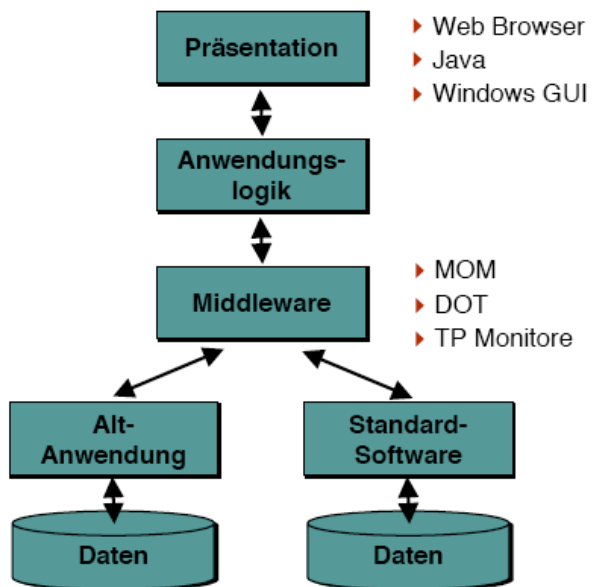 Präsentation
Web Browser
Java
Windows GUI
Anwendungs-
logik
Middleware
MOM
DOT
TP Monitore
Alt-
Anwendung
Standard-
Software
Daten
Daten